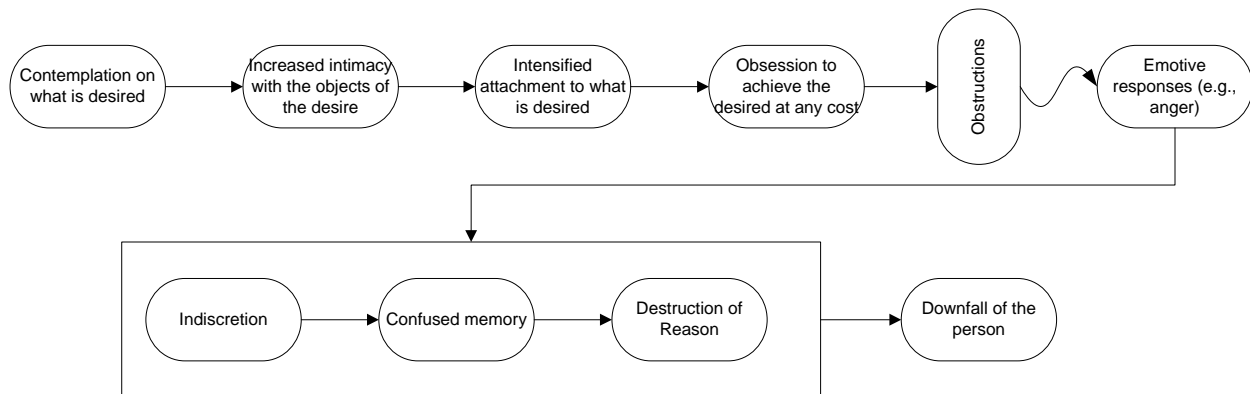 Contemplation on
what is desired
Increased intimacy
with the objects of
the desire
Intensified
attachment to what
is desired
Obsession to
achieve the
desired at any cost
Obstructions
Emotive
responses (e.g.,
anger)
Indiscretion
Confused memory
Destruction of
Reason
Downfall of the
person